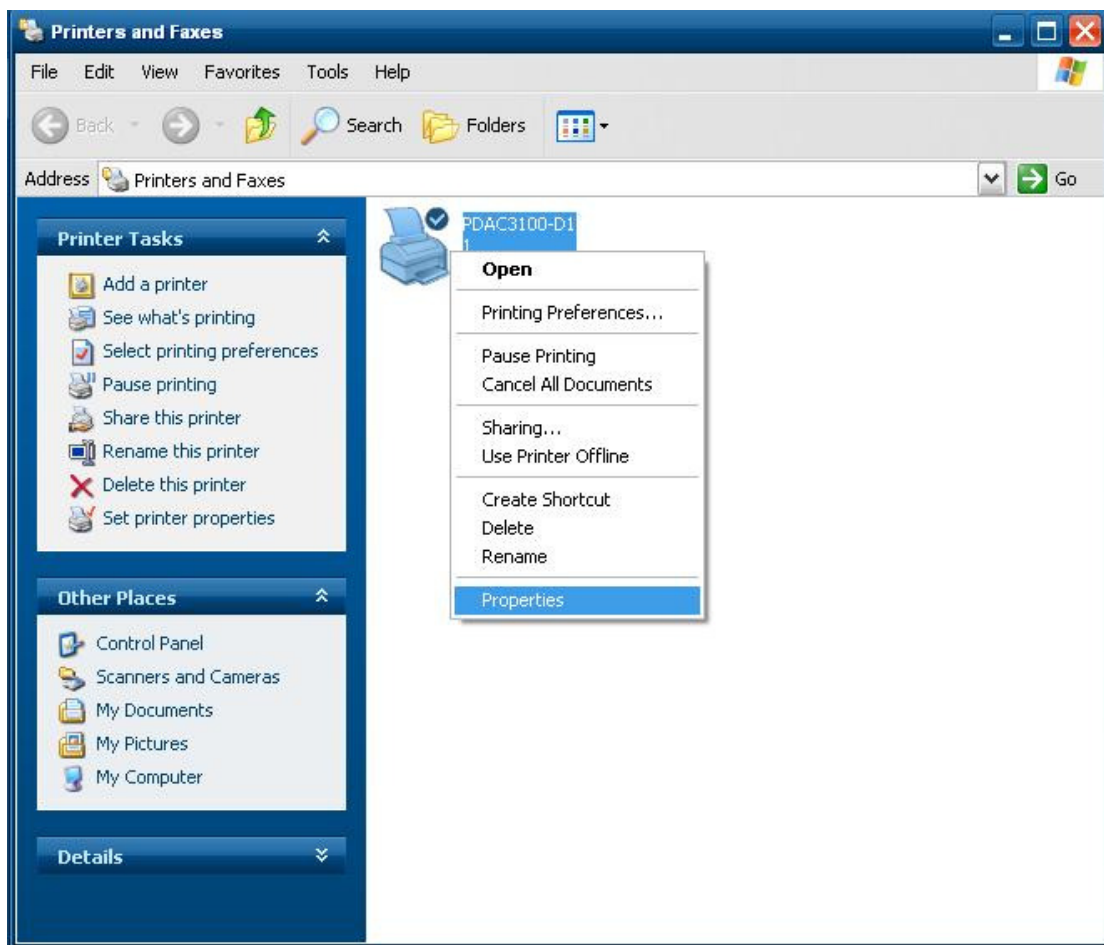 Printers and Faxes
File Edit View Favorites Tools Help
Back Search Folders
Address Printers and Faxes Go
Printer Tasks
Add a printer
See what's printing
Select printing preferences
Pause printing
Share this printer
Rename this printer
Delete this printer
Set printer properties
Other Places
Control Panel
Scanners and Cameras
My Documents
My Pictures
My Computer
Details
PDAC3100-D1
1
Open
Printing Preferences...
Pause Printing
Cancel All Documents
Sharing...
Use Printer Offline
Create Shortcut
Delete
Rename
Properties